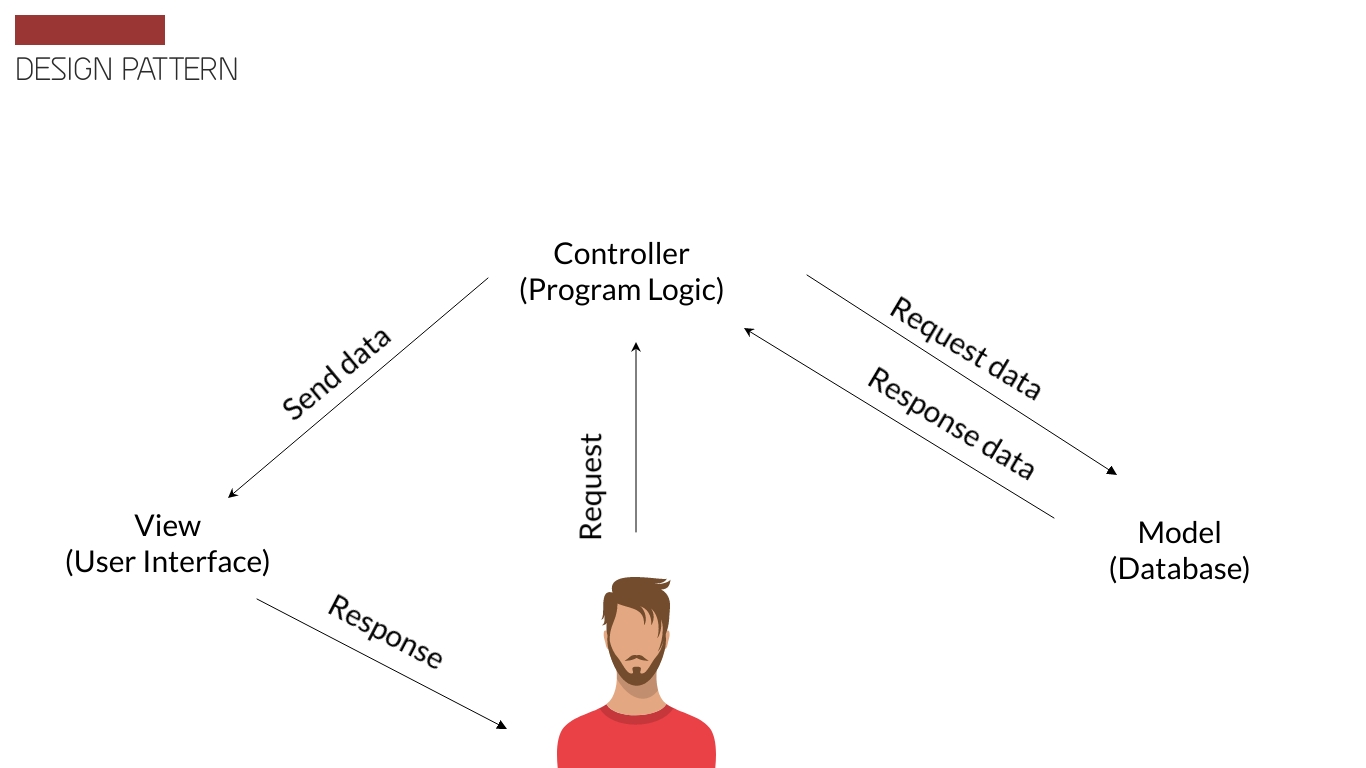 DESIGN PATTERN
Controller
(Program Logic)
Send data
Request data
Response data
Request
View
(User Interface)
Model
(Database)
Response